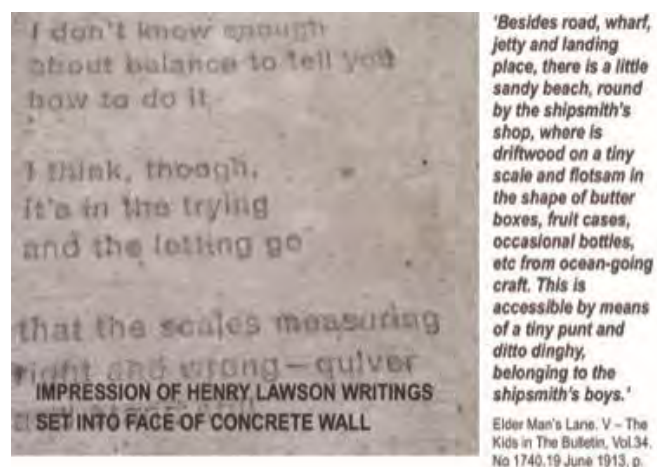 I don't know enough
about balance to tell you
how to do it
I think, though,
it's in the trying
and the letting go
that the scales measuring
right and wrong—quiver
IMPRESSION OF HENRY LAWSON WRITINGS
SET INTO FACE OF CONCRETE WALL
'Besides road, wharf,
jetty and landing
place, there is a little
sandy beach, round
by the shipsmith's
shop, where is
driftwood on a tiny
scale and flotsam in
the shape of butter
boxes, fruit cases,
occasional bottles,
etc from ocean-going
craft. This is
accessible by means
of a tiny punt and
ditto dinghy,
belonging to the
shipsmith's boys.'
Elder Man's Lane. V – The
Kids in The Bulletin, Vol.34.
No 1740.19 June 1913, p.